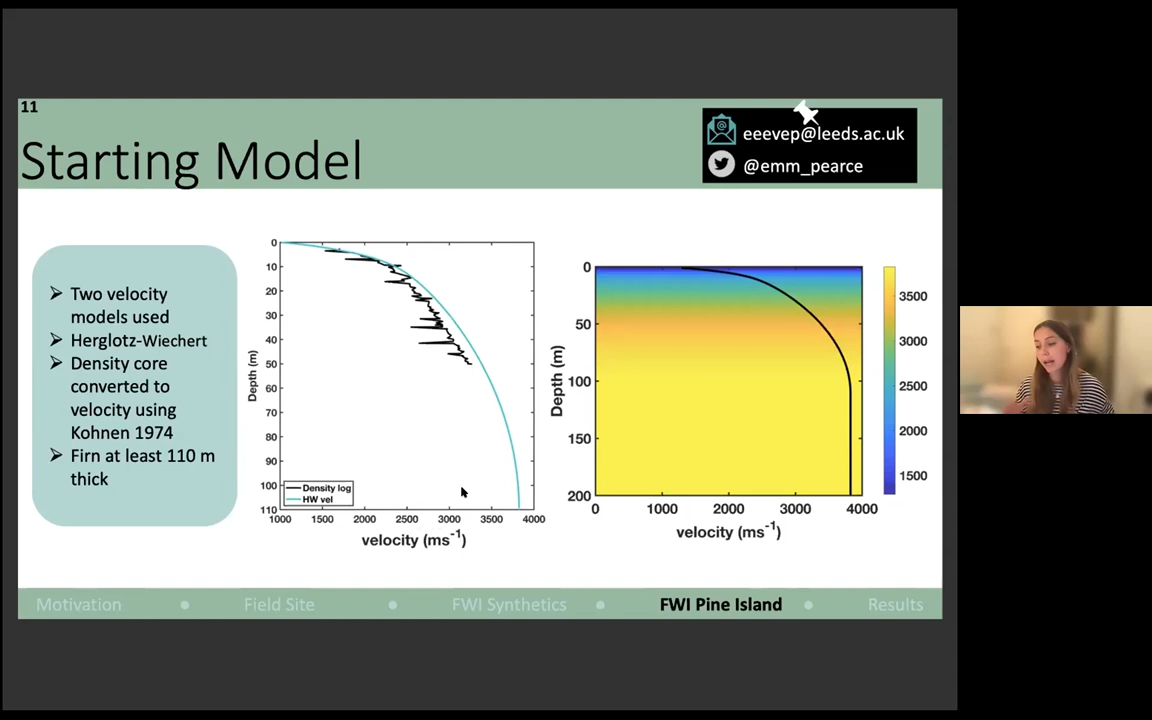 11
Starting Model
eeevep@leeds.ac.uk
@emm_pearce
➢ Two velocity
models used
➢ Herglotz-Wiechert
➢ Density core
converted to
velocity using
Kohnen 1974
➢ Firn at least 110 m
thick
0
10
20
30
40
50
60
70
80
90
100
110
Depth (m)
Density log
HW vel
1000 1500 2000 2500 3000 3500 4000
velocity (ms-1)
0
50
100
150
200
Depth (m)
0 1000 2000 3000 4000
velocity (ms-1)
3500
3000
2500
2000
1500
Motivation • Field Site • FWI Synthetics • FWI Pine Island • Results